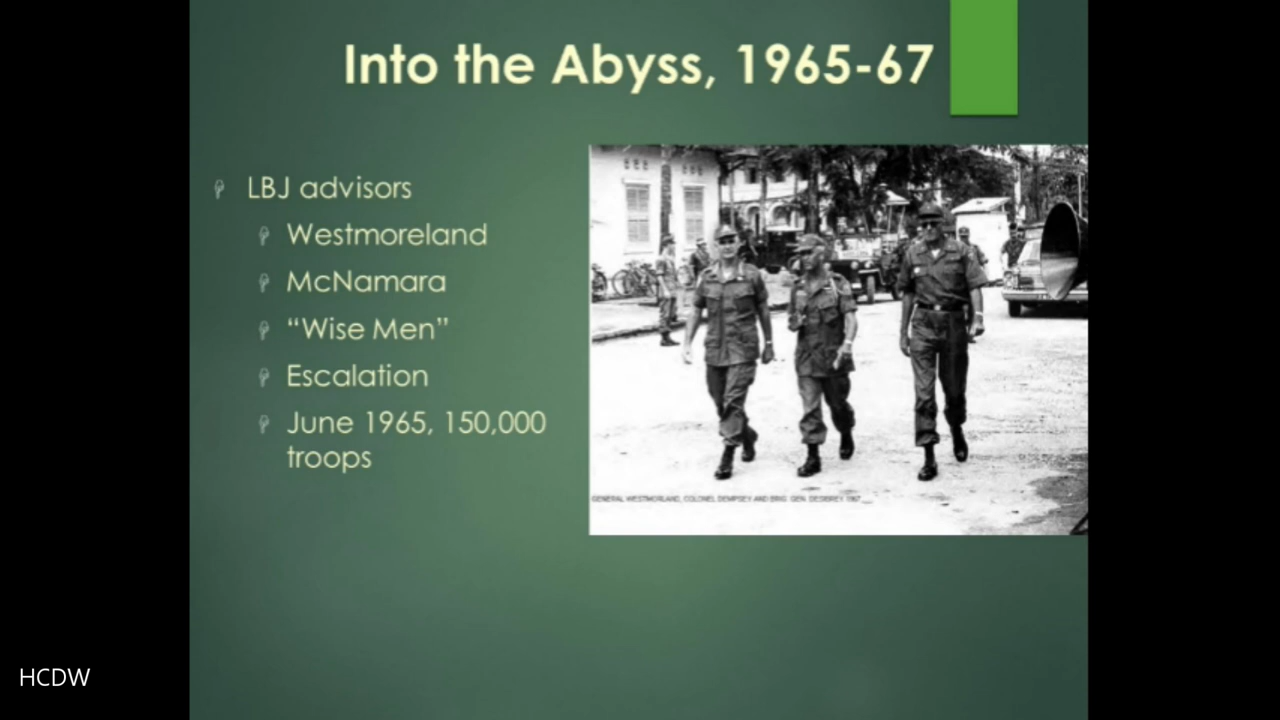 Into the Abyss, 1965-67
LBJ advisors
Westmoreland
McNamara
“Wise Men”
Escalation
June 1965, 150,000
troops
GENERAL WESTMORLAND, COLONEL DEMPSEY AND BRIG. GEN. DESOBREY 1967
HCDW